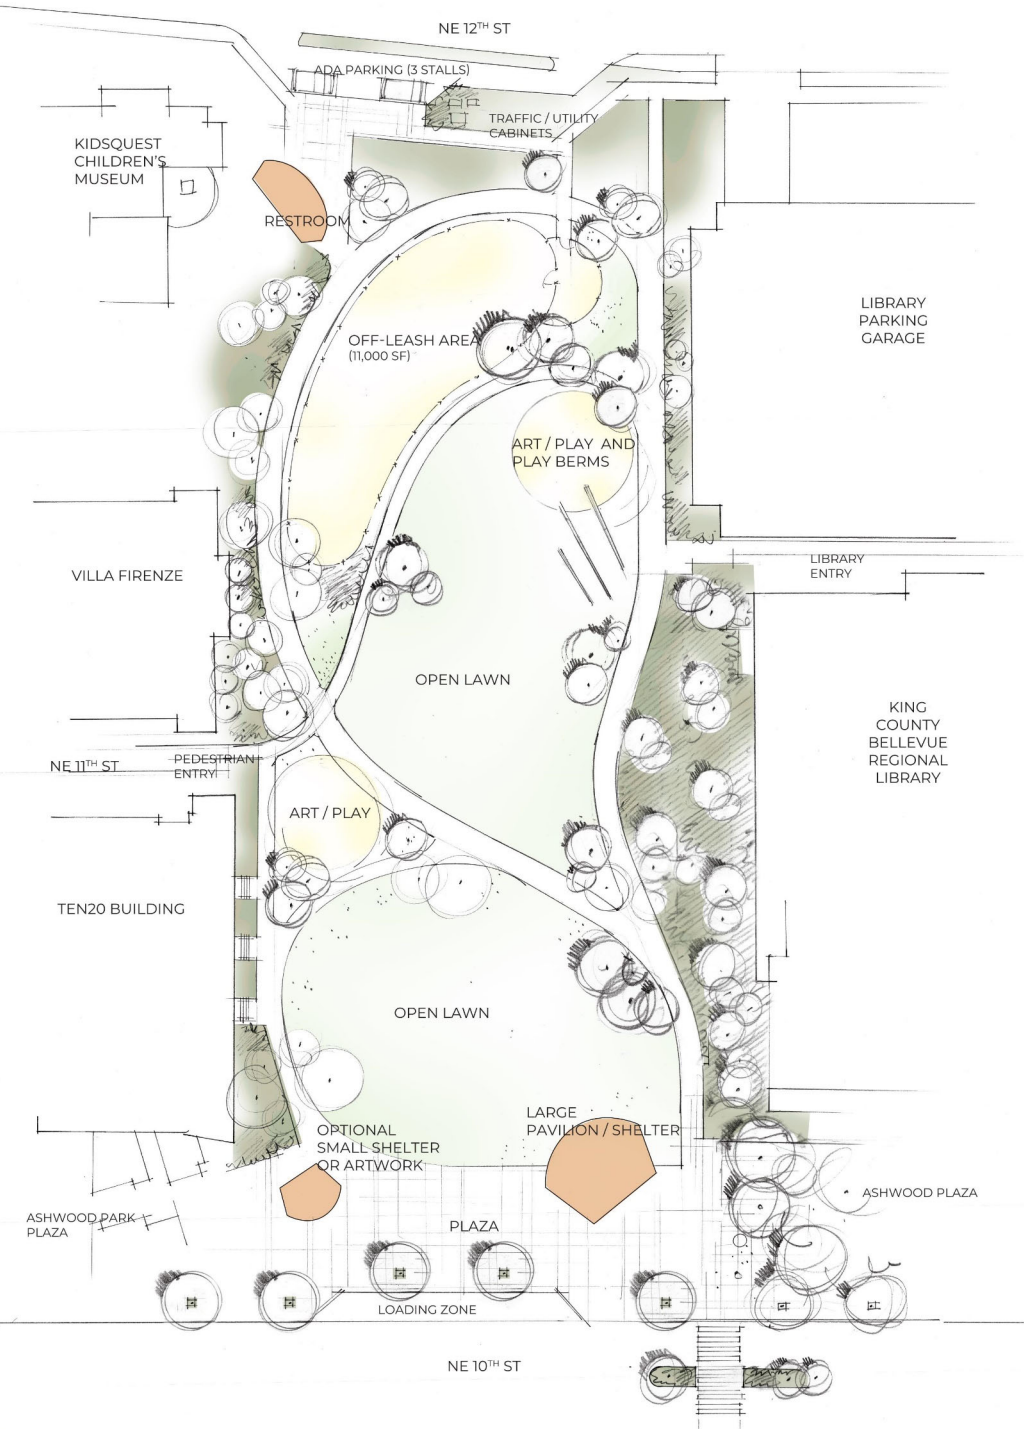 NE 12TH ST
ADA PARKING (3 STALLS)
TRAFFIC / UTILITY
CABINETS
KIDSQUEST
CHILDREN'S
MUSEUM
RESTROOM
LIBRARY
PARKING
GARAGE
OFF-LEASH AREA
(11,000 SF)
ART / PLAY AND
PLAY BERMS
LIBRARY
ENTRY
VILLA FIRENZE
OPEN LAWN
KING
COUNTY
BELLEVUE
REGIONAL
LIBRARY
NE 11TH ST
PEDESTRIAN
ENTRY
ART / PLAY
TEN20 BUILDING
OPEN LAWN
OPTIONAL
SMALL SHELTER
OR ARTWORK
LARGE
PAVILION / SHELTER
ASHWOOD PLAZA
ASHWOOD PARK
PLAZA
PLAZA
LOADING ZONE
NE 10TH ST